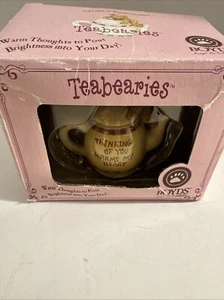 Teabearies
Warm Thoughts to Pour
Brightness into Your Day!
BOYDS
Teabearies™
THINKING
OF YOU
WARMS MY
HEART
Thoughts to Pour
Brightness into Your Day!
BOYDS